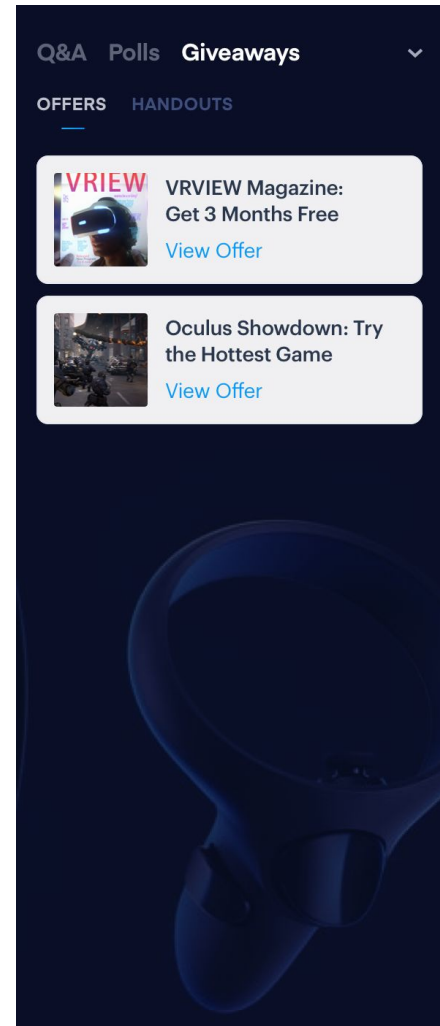 Q&A Polls Giveaways
OFFERS HANDOUTS
VRIEW
VRVIEW Magazine:
Get 3 Months Free
View Offer
Oculus Showdown: Try
the Hottest Game
View Offer